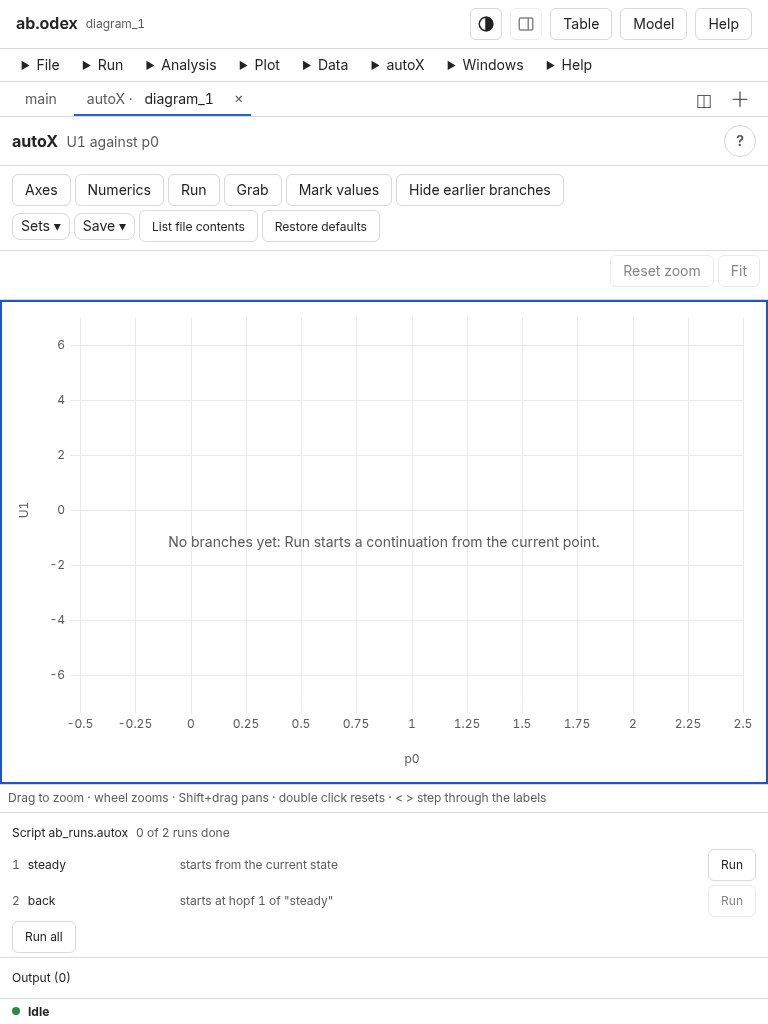 ab.odex diagram_1 Table Model Help
▶ File ▶ Run ▶ Analysis ▶ Plot ▶ Data ▶ autoX ▶ Windows ▶ Help
main autoX · diagram_1 ×
autoX U1 against p0 ?
Axes Numerics Run Grab Mark values Hide earlier branches
Sets ▾ Save ▾ List file contents Restore defaults
Reset zoom Fit
6
4
2
0
U1
No branches yet: Run starts a continuation from the current point.
-2
-4
-6
-0.5 -0.25 0 0.25 0.5 0.75 1 1.25 1.5 1.75 2 2.25 2.5
p0
Drag to zoom · wheel zooms · Shift+drag pans · double click resets · < > step through the labels
Script ab_runs.autox 0 of 2 runs done
1 steady starts from the current state Run
2 back starts at hopf 1 of "steady" Run
Run all
Output (0)
Idle